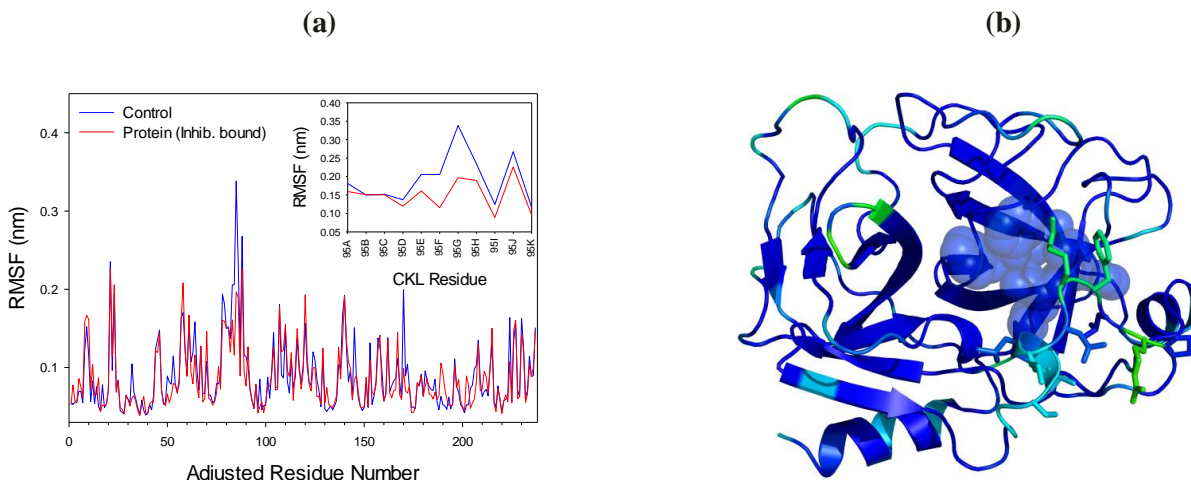 (a)
(b)
Control
Protein (Inhib. bound)
RMSF (nm)
0.4
0.3
0.2
0.1
0
50
100
150
200
Adjusted Residue Number
RMSF (nm)
0.40
0.35
0.30
0.25
0.20
0.15
0.10
0.05
95A
95B
95C
95D
95E
95F
95G
95H
95I
95J
95K
CKL Residue